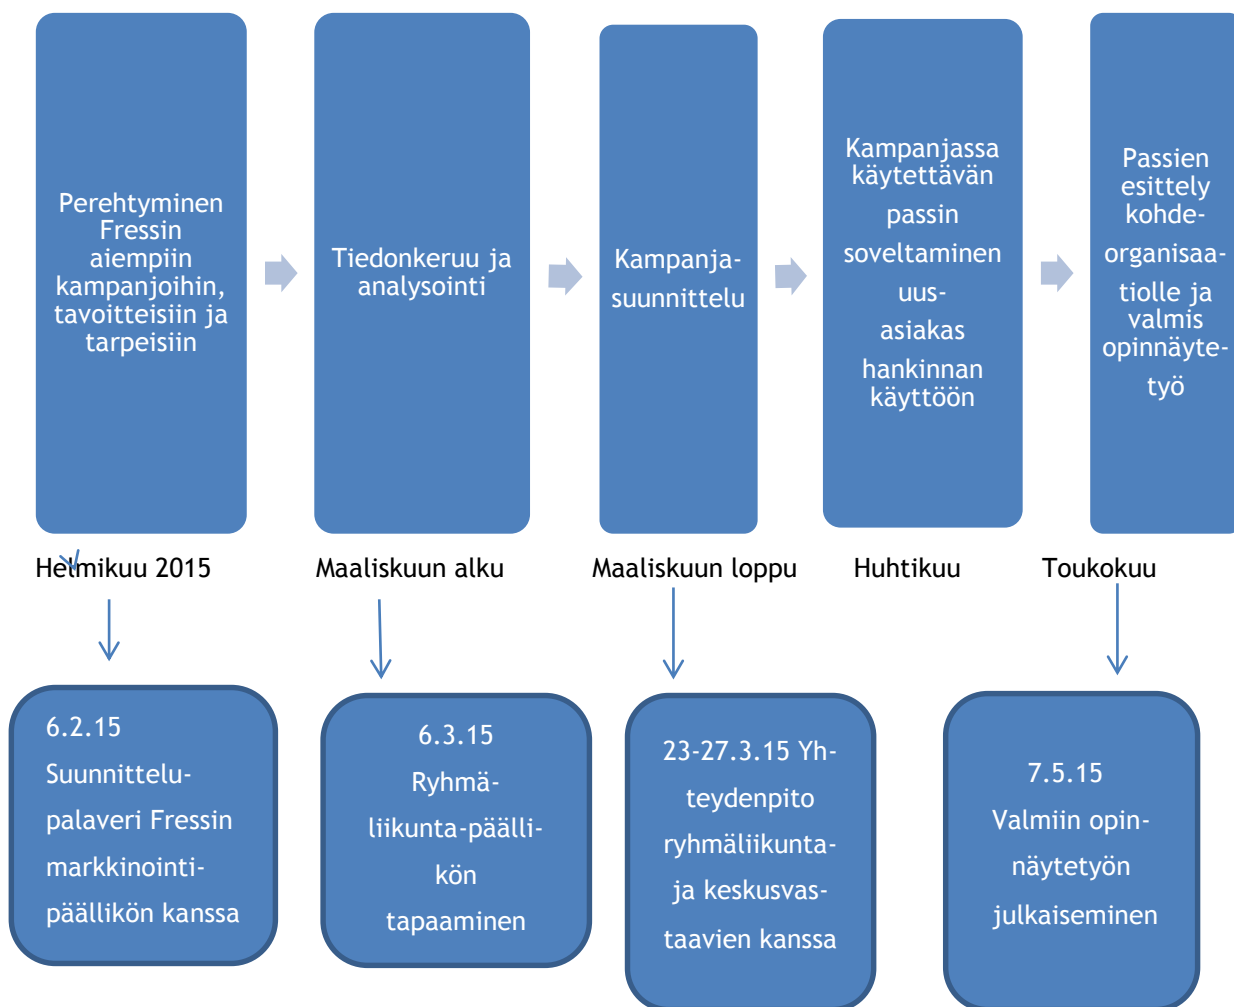 Perehtyminen
Fressin
aiempiin
kampanjoihin,
tavoitteisiin ja
tarpeisiin
Tiedonkeruu ja
analysointi
Kampanja-
suunnittelu
Kampanjassa
käytettävän
passin
soveltaminen
uus-
asiakas
hankinnan
käyttöön
Passien
esittely
kohde-
organisaa-
tiolle ja
valmis
opinnäyte-
työ
Helmikuu 2015
Maaliskuun alku
Maaliskuun loppu
Huhtikuu
Toukokuu
6.2.15
Suunnittelu-
palaveri Fressin
markkinointi-
päällikön kanssa
6.3.15
Ryhmä-
liikunta-pääl­li-
kön
tapaaminen
23-27.3.15 Yh-
teydenpito
ryhmäliikunta-
ja keskusvas-
taavien kanssa
7.5.15
Valmiin opin-
näytetyön
julkaiseminen